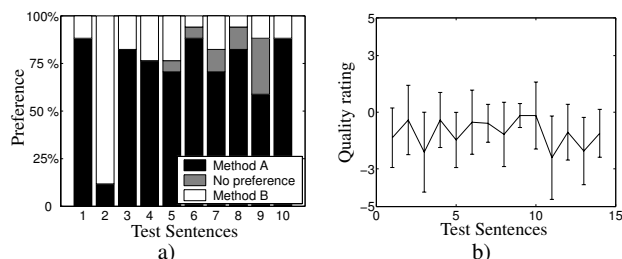 100%
75 %
50%
25%
0
Preference
Method A
No preference
Method B
1 2 3 4 5 6 7 8 9 10
Test Sentences
a)
5
3
0
−3
−5
Quality rating
0 5 10 15
Test Sentences
b)